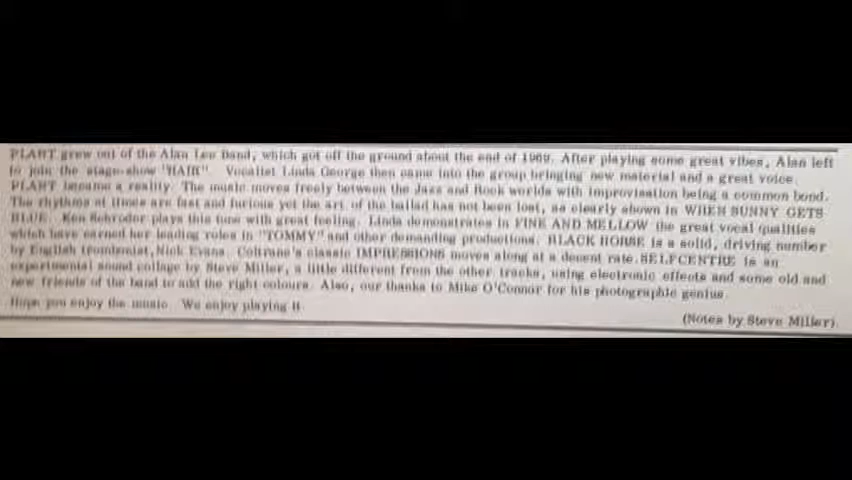 PLANT grew out of the Alan Lee Band, which got off the ground about the end of 1969. After playing some great vibes, Alan left
to join the stage-show "HAIR". Vocalist Linda George then came into the group bringing new material and a great voice.
PLANT became a reality. The music moves freely between the Jazz and Rock worlds with improvisation being a common bond.
The rhythms at times are fast and furious yet the art of the ballad has not been lost, as clearly shown in WHEN SUNNY GETS
BLUE. Ken Schroder plays this tune with great feeling. Linda demonstrates in FINE AND MELLOW the great vocal qualities
which have earned her leading roles in "TOMMY" and other demanding productions. BLACK HORSE is a solid, driving number
by English trombonist, Nick Evans. Coltrane's classic IMPRESSIONS moves along at a decent rate. SELFCENTRE is an
experimental sound collage by Steve Miller, a little different from the other tracks, using electronic effects and some old and
new friends of the band to add the right colours. Also, our thanks to Mike O'Connor for his photographic genius.
Hope you enjoy the music. We enjoy playing it
(Notes by Steve Miller)